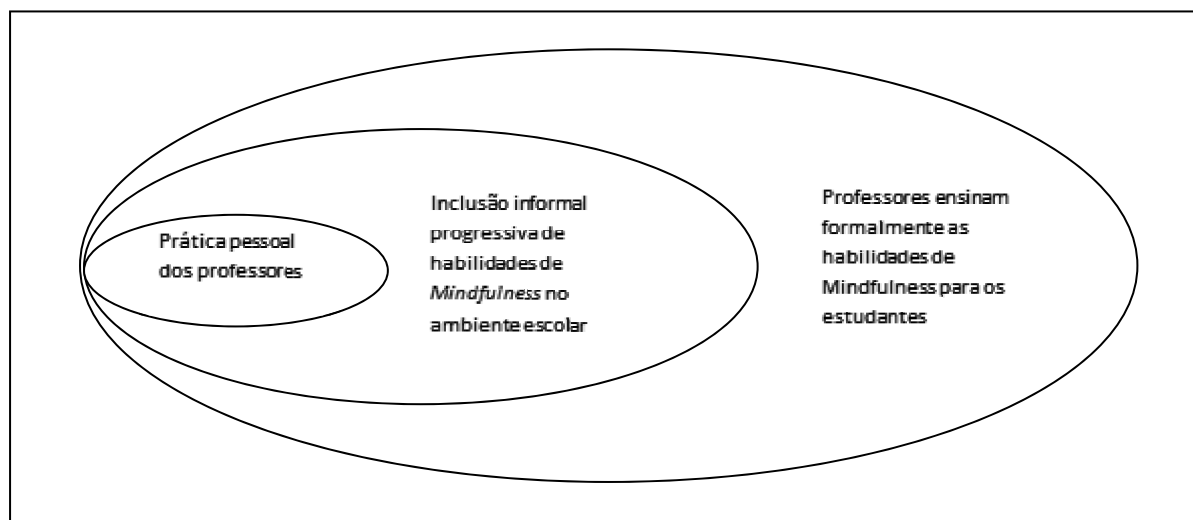 Prática pessoal
dos professores
Inclusão informal
progressiva de
habilidades de
Mindfulness no
ambiente escolar
Professores ensinam
formalmente as
habilidades de
Mindfulness para os
estudantes